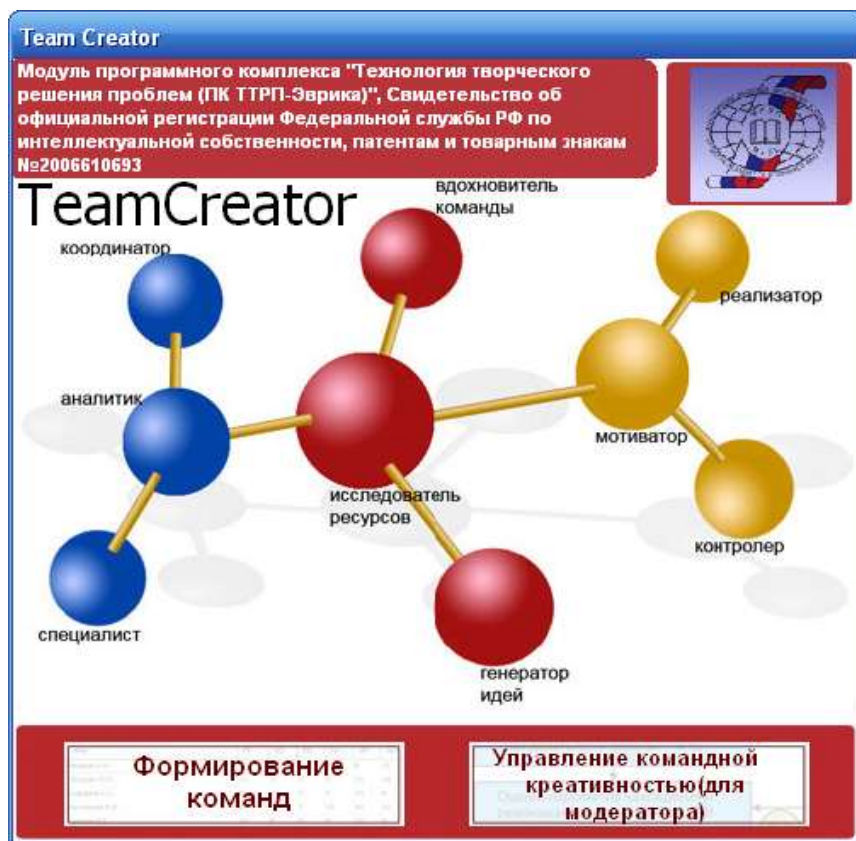 Team Creator
Модуль программного комплекса "Технология творческого
решения проблем (ПК ТТРП-Эврика)", Свидетельство об
официальной регистрации Федеральной службы РФ по
интеллектуальной собственности, патентам и товарным знакам
№2006610693
TeamCreator
вдохновитель
команды
координатор
реализатор
аналитик
мотиватор
исследователь
ресурсов
контролер
специалист
генератор
идей
Формирование
команд
Управление командной
креативностью(для
модератора)